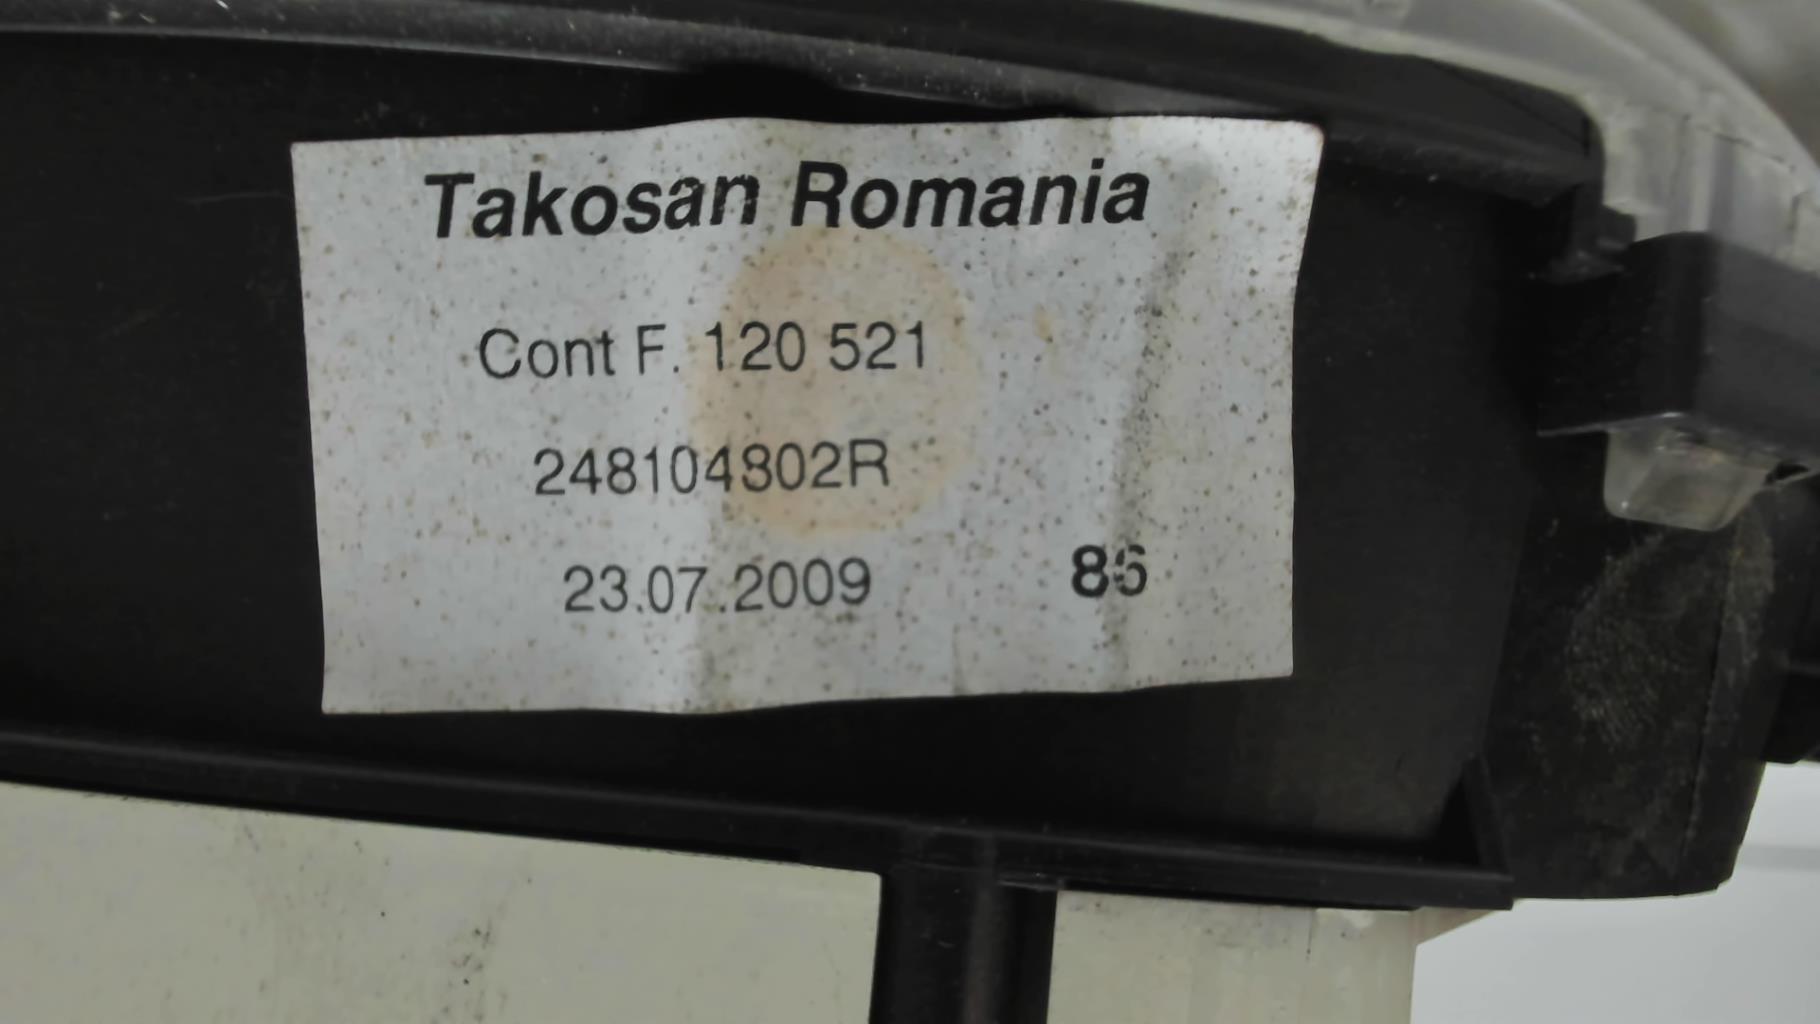 Takosan Romania
Cont F. 120 521
248104802R
23.07.2009 86